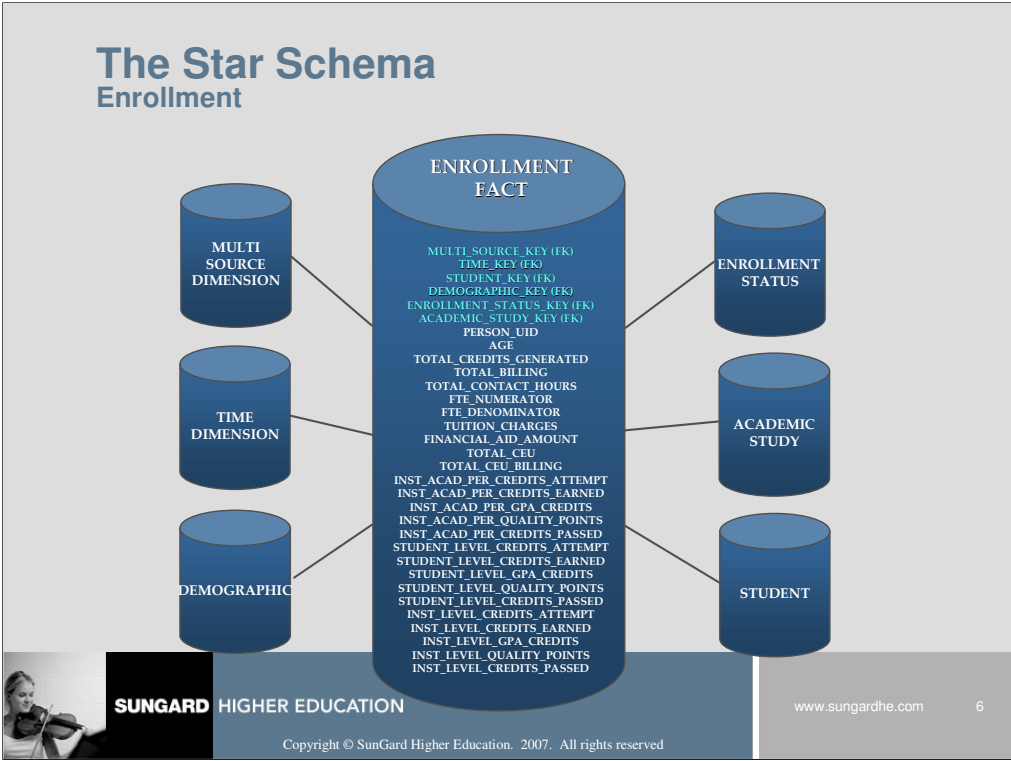 The Star Schema
Enrollment
ENROLLMENT
FACT
MULTI
SOURCE
DIMENSION
TIME
DIMENSION
DEMOGRAPHIC
MULTI_SOURCE_KEY (FK)
TIME_KEY (FK)
STUDENT_KEY (FK)
DEMOGRAPHIC_KEY (FK)
ENROLLMENT_STATUS_KEY (FK)
ACADEMIC_STUDY_KEY (FK)
PERSON_UID
AGE
TOTAL_CREDITS_GENERATED
TOTAL_BILLING
TOTAL_CONTACT_HOURS
FTE_NUMERATOR
FTE_DENOMINATOR
TUITION_CHARGES
FINANCIAL_AID_AMOUNT
TOTAL_CEU
TOTAL_CEU_BILLING
INST_ACAD_PER_CREDITS_ATTEMPT
INST_ACAD_PER_CREDITS_EARNED
INST_ACAD_PER_GPA_CREDITS
INST_ACAD_PER_QUALITY_POINTS
INST_ACAD_PER_CREDITS_PASSED
STUDENT_LEVEL_CREDITS_ATTEMPT
STUDENT_LEVEL_CREDITS_EARNED
STUDENT_LEVEL_GPA_CREDITS
STUDENT_LEVEL_QUALITY_POINTS
STUDENT_LEVEL_CREDITS_PASSED
INST_LEVEL_CREDITS_ATTEMPT
INST_LEVEL_CREDITS_EARNED
INST_LEVEL_GPA_CREDITS
INST_LEVEL_QUALITY_POINTS
INST_LEVEL_CREDITS_PASSED
ENROLLMENT
STATUS
ACADEMIC
STUDY
STUDENT
SUNGARD HIGHER EDUCATION
www.sungardhe.com
6
Copyright © SunGard Higher Education. 2007. All rights reserved